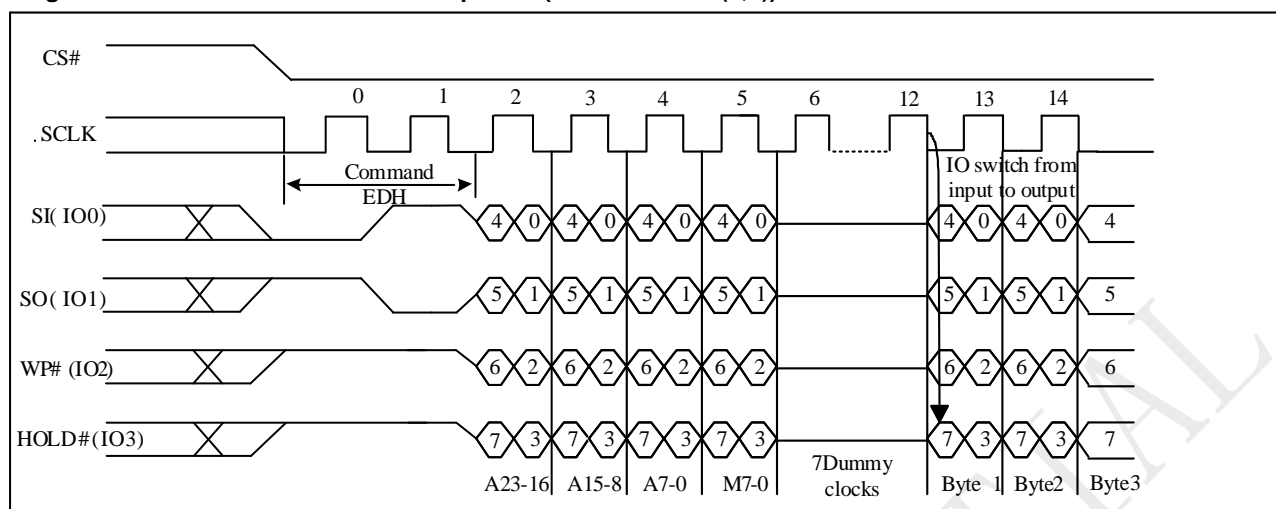 CS#
0 1 2 3 4 5 6 12 13 14
.SCLK
IO switch from
input to output
Command
EDH
SI( IO0)
4 0 4 0 4 0 4 0 4 0 4 0 4
SO( IO1)
5 1 5 1 5 1 5 1 5 1 5 1 5
WP# (IO2)
6 2 6 2 6 2 6 2 6 2 6 2 6
HOLD#(IO3)
7 3 7 3 7 3 7 3 7 3 7 3 7
A23-16 A15-8 A7-0 M7-0
7Dummy
clocks
Byte 1 Byte2 Byte3
TIAL